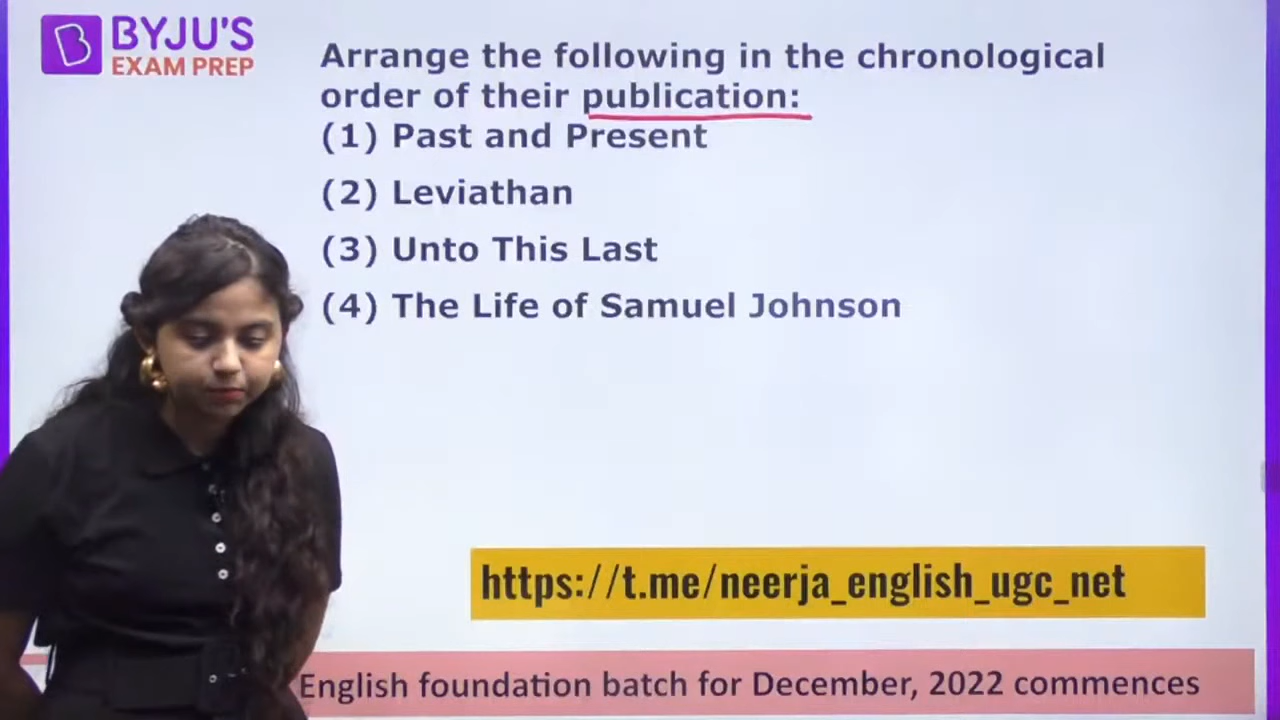 BYJU'S
EXAM PREP
Arrange the following in the chronological
order of their publication:
(1) Past and Present
(2) Leviathan
(3) Unto This Last
(4) The Life of Samuel Johnson
https://t.me/neerja_english_ugc_net
English foundation batch for December, 2022 commences